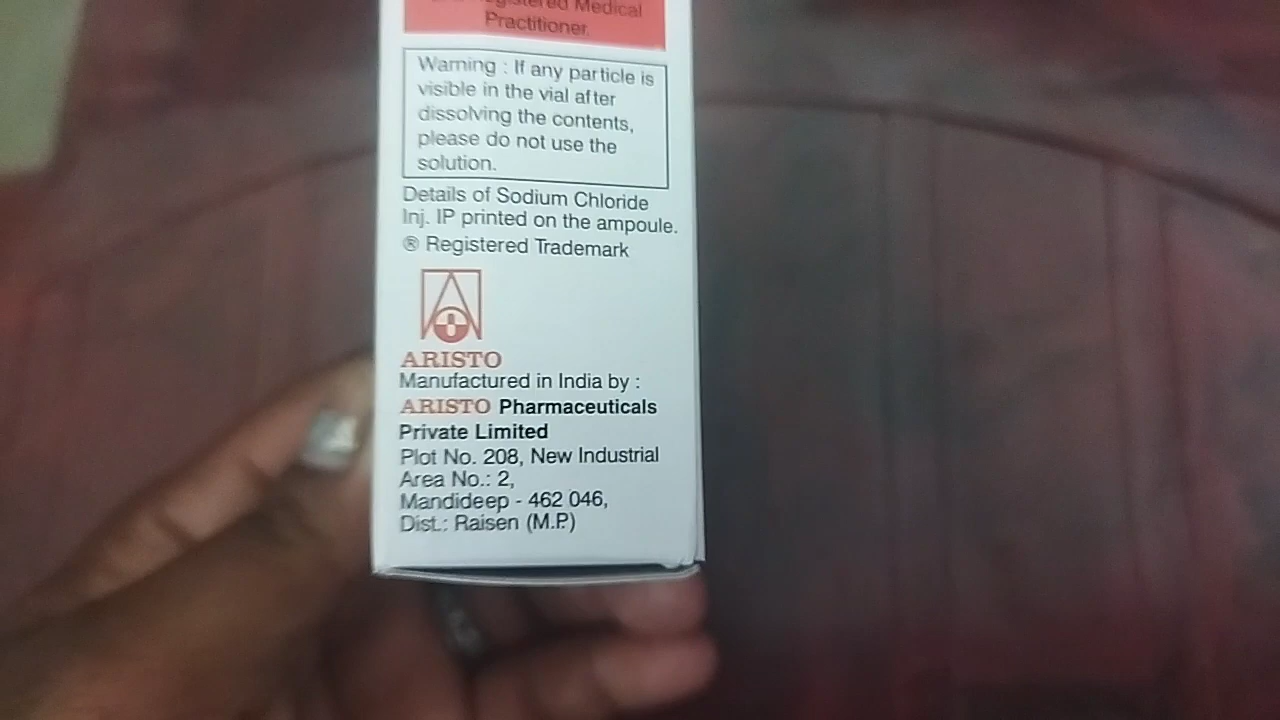 Registered Medical
Practitioner.
Warning : If any particle is
visible in the vial after
dissolving the contents,
please do not use the
solution.
Details of Sodium Chloride
Inj. IP printed on the ampoule.
® Registered Trademark
ARISTO
Manufactured in India by :
ARISTO Pharmaceuticals
Private Limited
Plot No. 208, New Industrial
Area No.: 2,
Mandideep - 462 046,
Dist.: Raisen (M.P.)